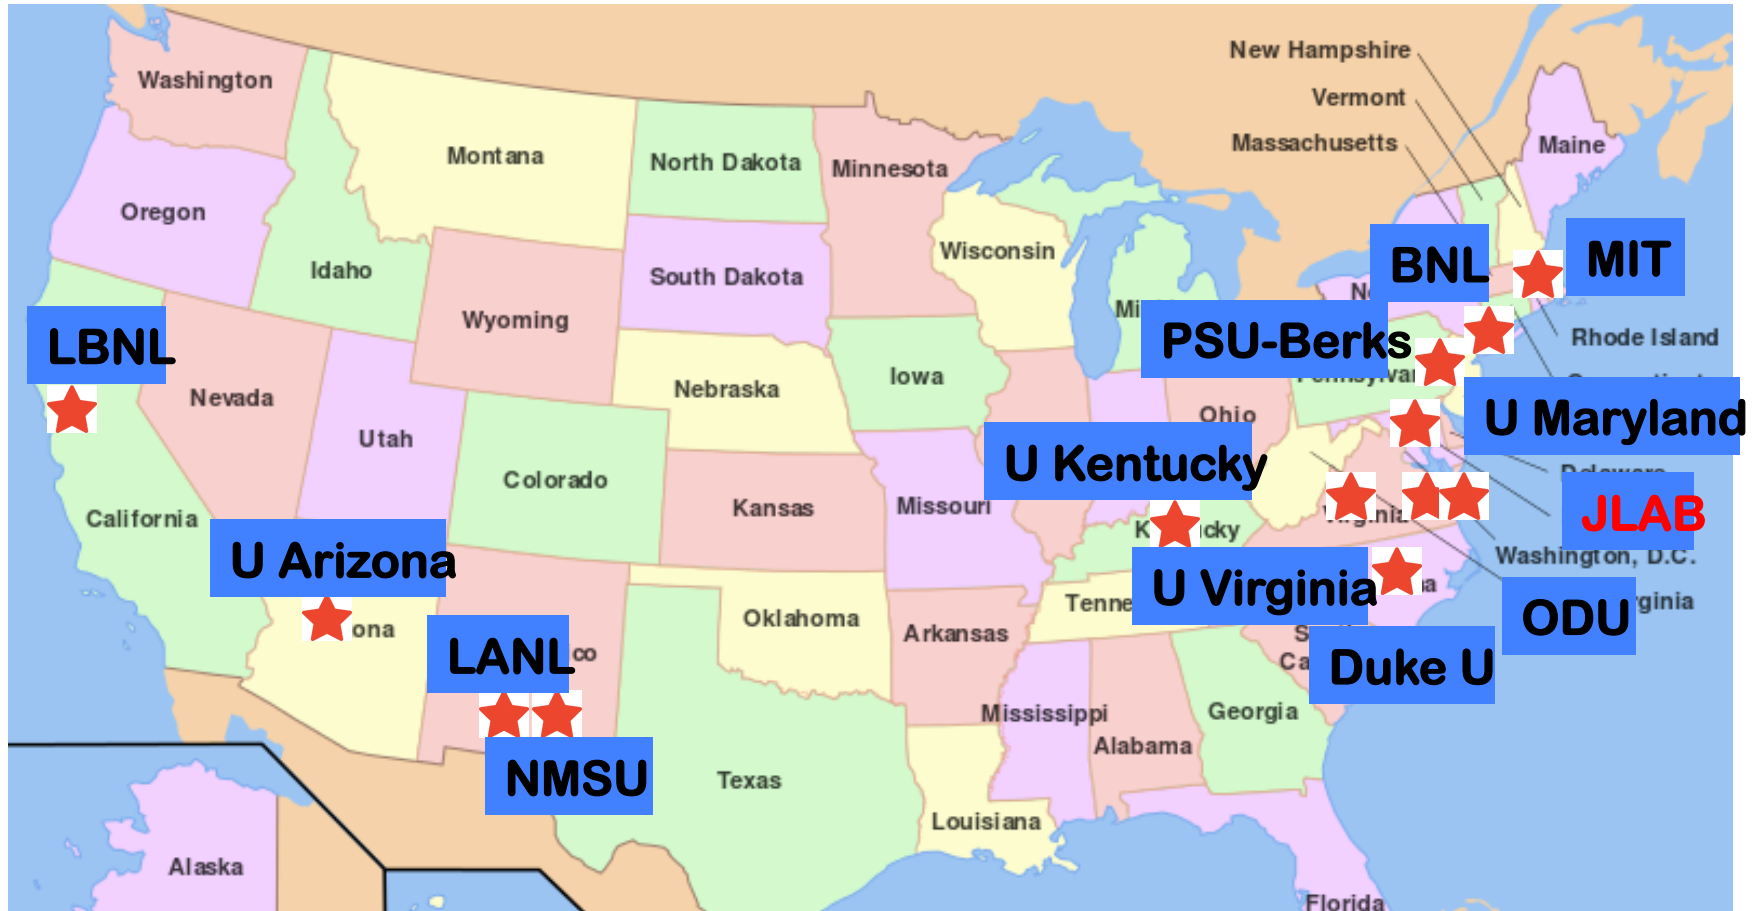 New Hampshire
Washington
Vermont
Montana
North Dakota
Minnesota
Massachusetts
Maine
Oregon
Wisconsin
BNL
MIT
Idaho
South Dakota
Wyoming
LBNL
PSU-Berks
Rhode Island
Nevada
Nebraska
Iowa
Ohio
U Maryland
Utah
U Kentucky
Colorado
California
Kansas
Missouri
JLAB
U Arizona
Washington, D.C.
U Virginia
Oklahoma
Arkansas
ODU
LANL
Duke U
Mississippi
Georgia
Alabama
NMSU
Texas
Louisiana
Alaska
Florida